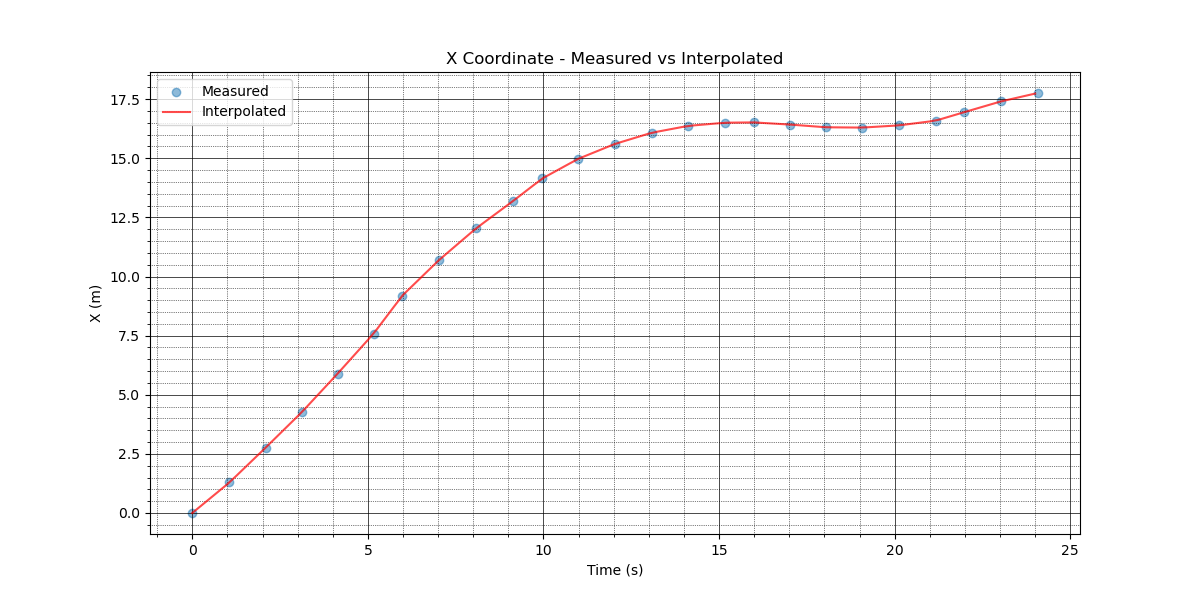 X Coordinate - Measured vs Interpolated
Measured
Interpolated
17.5
15.0
12.5
10.0
7.5
5.0
2.5
0.0
X (m)
0 5 10 15 20 25
Time (s)